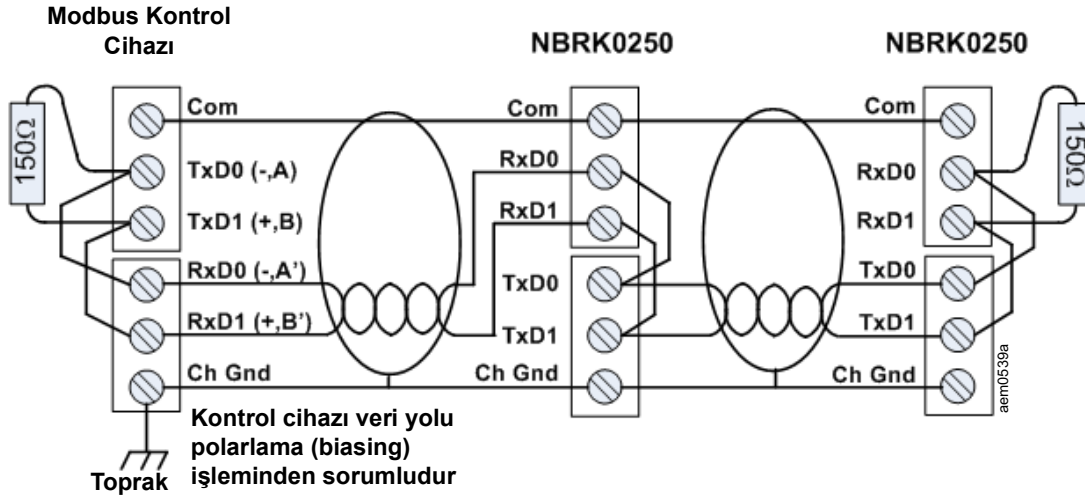 Modbus Kontrol
Cihazı
NBRK0250
NBRK0250
150Ω
Com
TxD0 (-,A)
TxD1 (+,B)
RxD0 (-,A’)
RxD1 (+,B’)
Ch Gnd
Com
RxD0
RxD1
TxD0
TxD1
Ch Gnd
Com
RxD0
RxD1
TxD0
TxD1
Ch Gnd
150Ω
aem0539a
Kontrol cihazı veri yolu
polarlama (biasing)
işleminden sorumludur
Toprak